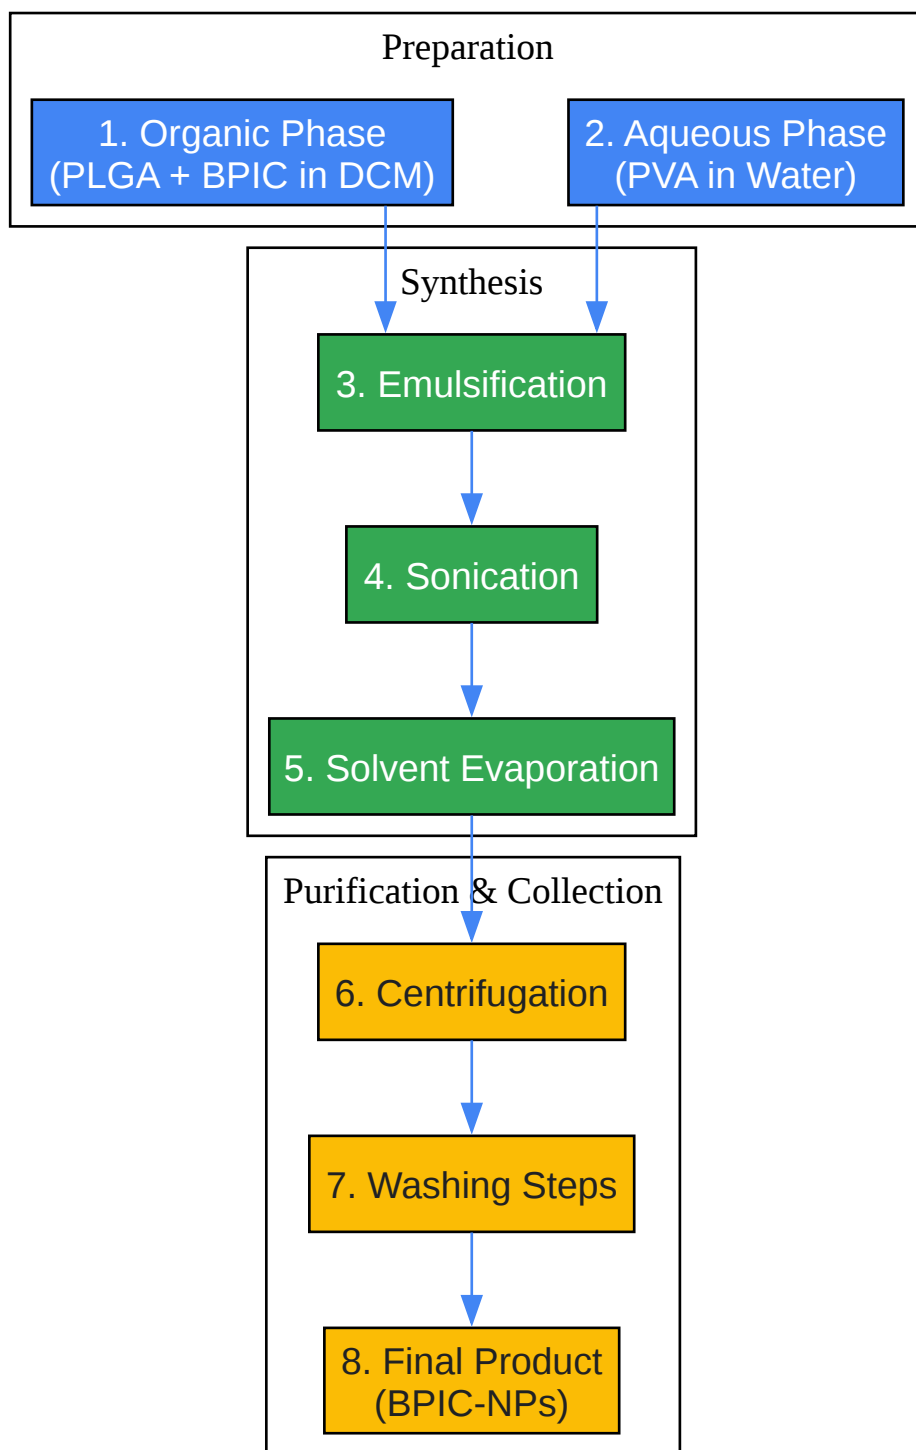 Preparation
1. Organic Phase
(PLGA + BPIC in DCM)
2. Aqueous Phase
(PVA in Water)
Synthesis
3. Emulsification
4. Sonication
5. Solvent Evaporation
Purification & Collection
6. Centrifugation
7. Washing Steps
8. Final Product
(BPIC-NPs)